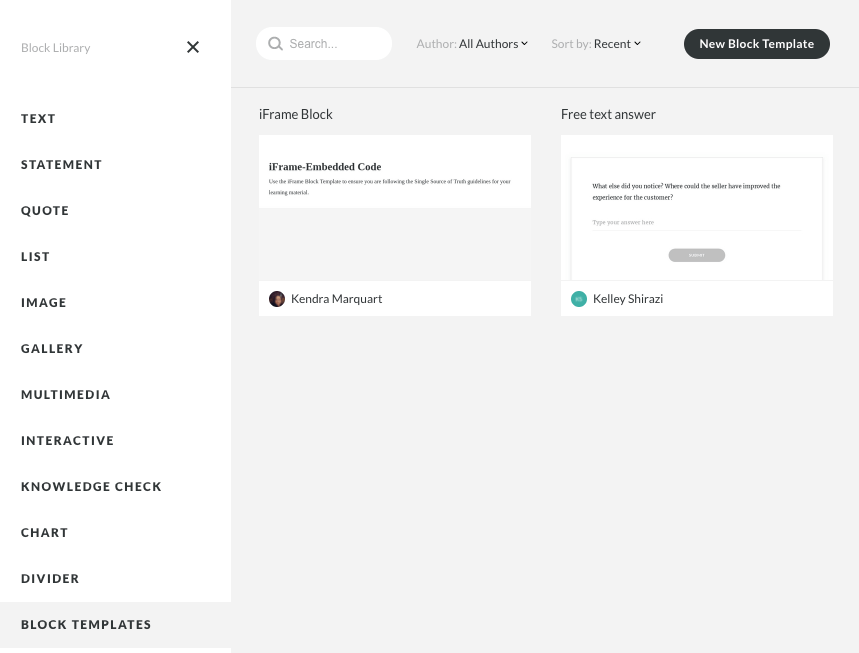 Block Library
TEXT
STATEMENT
QUOTE
LIST
IMAGE
GALLERY
MULTIMEDIA
INTERACTIVE
KNOWLEDGE CHECK
CHART
DIVIDER
BLOCK TEMPLATES
Search...
Author: All Authors
Sort by: Recent
New Block Template
iFrame Block
iFrame-Embedded Code
Use the iFrame Block Template to ensure you are following the Single Source of Truth guidelines for your
learning material.
Kendra Marquart
Free text answer
What else did you notice? Where could the seller have improved the
experience for the customer?
Type your answer here
SUBMIT
KS
Kelley Shirazi